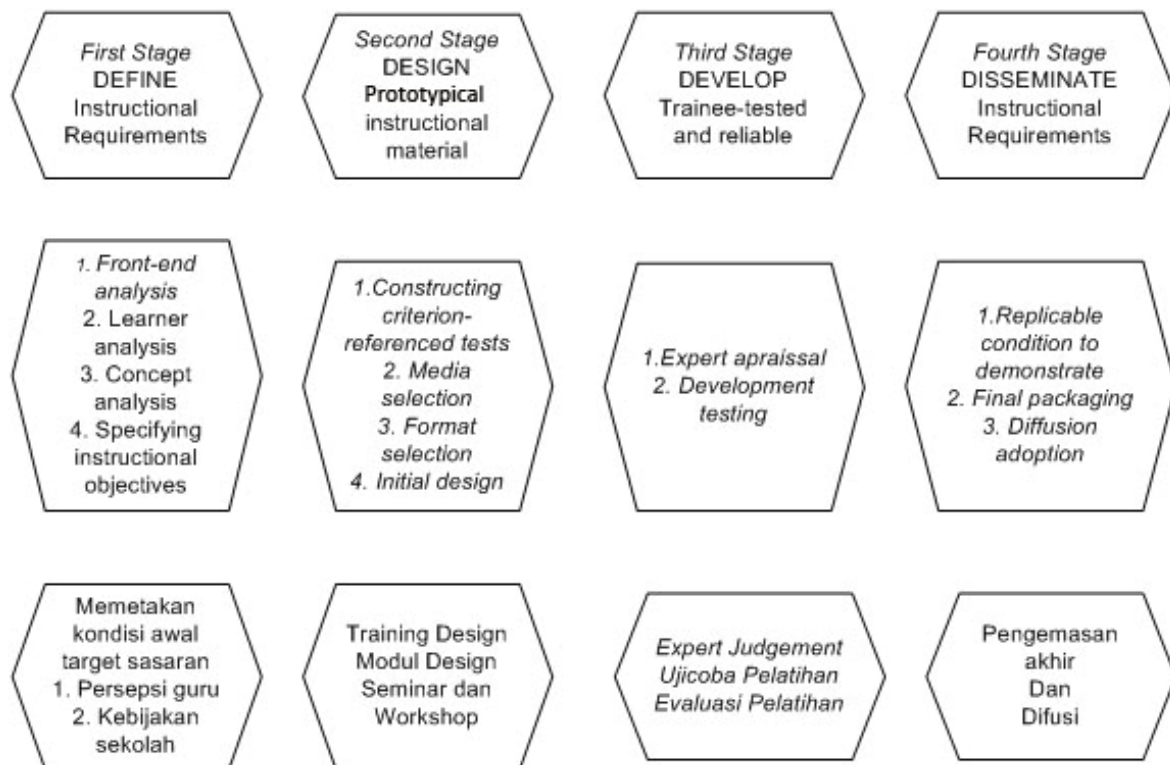 First Stage
DEFINE
Instructional
Requirements
Second Stage
DESIGN
Prototypical
instructional
material
Third Stage
DEVELOP
Trainee-tested
and reliable
Fourth Stage
DISSEMINATE
Instructional
Requirements
1. Front-end
analysis
2. Learner
analysis
3. Concept
analysis
4. Specifying
instructional
objectives
1.Constructing
criterion-
referenced tests
2. Media
selection
3. Format
selection
4. Initial design
1.Expert apraissal
2. Development
testing
1.Replicable
condition to
demonstrate
2. Final packaging
3. Diffusion
adoption
Memetakan
kondisi awal
target sasaran
1. Persepsi guru
2. Kebijakan
sekolah
Training Design
Modul Design
Seminar dan
Workshop
Expert Judgement
Ujicoba Pelatihan
Evaluasi Pelatihan
Pengemasan
akhir
Dan
Difusi